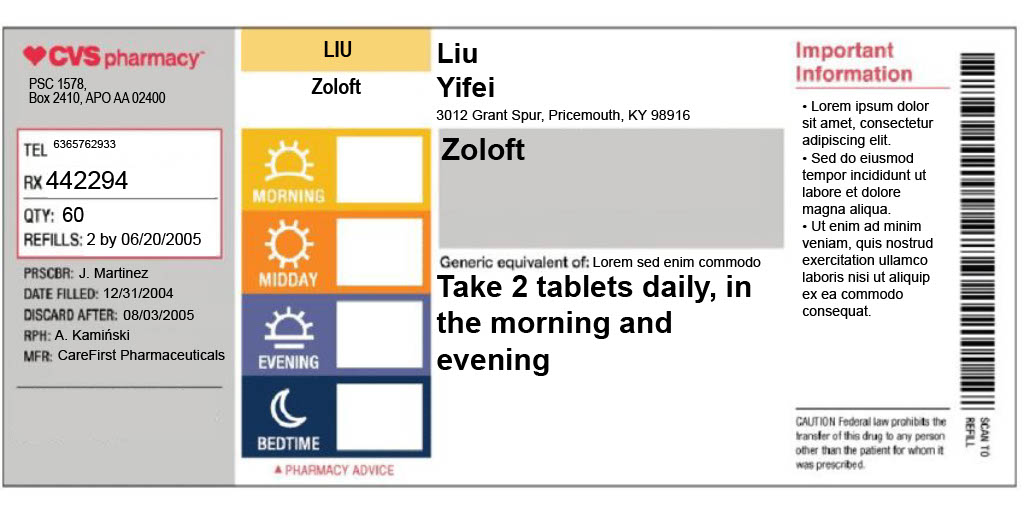 CVS pharmacy
PSC 1578,
Box 2410, APO AA 02400
TEL 6365762933
RX 442294
QTY: 60
REFILLS: 2 by 06/20/2005
PRSCBR: J. Martinez
DATE FILLED: 12/31/2004
DISCARD AFTER: 08/03/2005
RPH: A. Kamiński
MFR: CareFirst Pharmaceuticals
LIU
Zoloft
MORNING
MIDDAY
EVENING
BEDTIME
▲ PHARMACY ADVICE
Liu
Yifei
3012 Grant Spur, Pricemouth, KY 98916
Zoloft
Generic equivalent of: Lorem sed enim commodo
Take 2 tablets daily, in
the morning and
evening
Important
Information
• Lorem ipsum dolor
sit amet, consectetur
adipiscing elit.
• Sed do eiusmod
tempor incididunt ut
labore et dolore
magna aliqua.
• Ut enim ad minim
veniam, quis nostrud
exercitation ullamco
laboris nisi ut aliquip
ex ea commodo
consequat.
CAUTION Federal law prohibits the
transfer of this drug to any person
other than the patient for whom it
was prescribed.
SCAN TO
REFILL